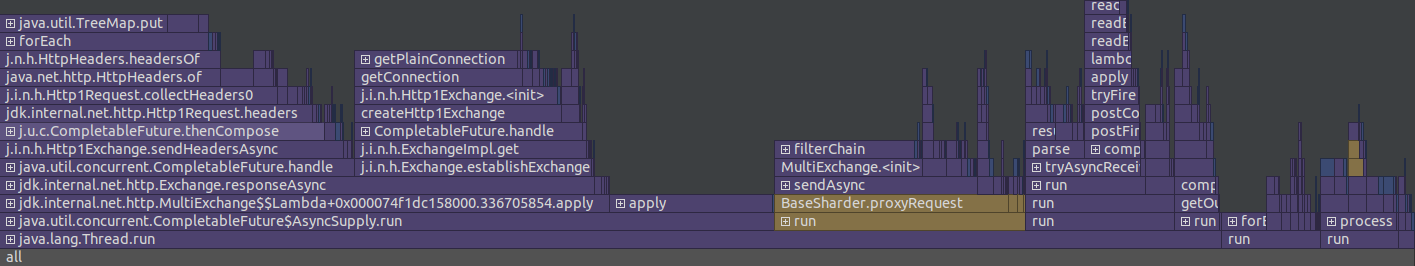 reac
java.util.TreeMap.put readE
forEach readE
j.n.h.HttpHeaders.headersOf getPlainConnection lambc
java.net.http.HttpHeaders.of getConnection apply
j.i.n.h.Http1Request.collectHeaders0 j.i.n.h.Http1Exchange.<init> tryFire
jdk.internal.net.http.Http1Request.headers createHttp1Exchange postCo
j.u.c.CompletableFuture.thenCompose CompletableFuture.handle resu postFir
j.i.n.h.Http1Exchange.sendHeadersAsync j.i.n.h.ExchangeImpl.get filterChain parse comp
java.util.concurrent.CompletableFuture.handle j.i.n.h.Exchange.establishExchange MultiExchange.<init> tryAsyncRecei
jdk.internal.net.http.Exchange.responseAsync sendAsync run comp
jdk.internal.net.http.MultiExchange$$Lambda+0x000074f1dc158000.336705854.apply apply BaseSharder.proxyRequest run getOu
java.util.concurrent.CompletableFuture$AsyncSupply.run run run run forE process
java.lang.Thread.run run run
all